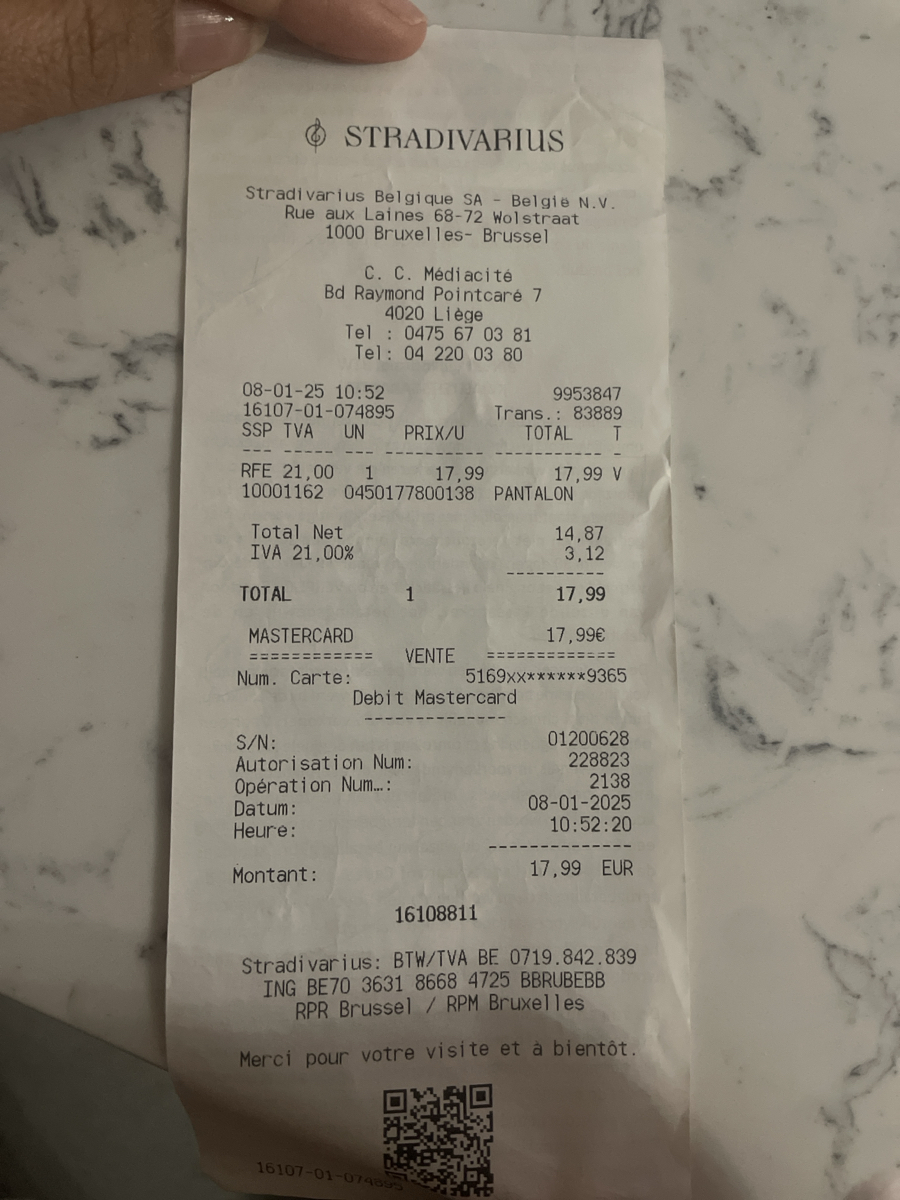 STRADIVARIUS
Stradivarius Belgique SA - Belgie N.V.
Rue aux Laines 68-72 Wolstraat
1000 Bruxelles- Brussel
C. C. Médiacité
Bd Raymond Pointcaré 7
4020 Liège
Tel : 0475 67 03 81
Tel: 04 220 03 80
08-01-25 10:52 9953847
16107-01-074895 Trans.: 83889
SSP TVA UN PRIX/U TOTAL T
--- ----- --- ---------- ----------- -
RFE 21,00 1 17,99 17,99 V
10001162 0450177800138 PANTALON
Total Net 14,87
IVA 21,00% 3,12
----------
TOTAL 1 17,99
MASTERCARD 17,99€
============ VENTE ============
Num. Carte: 5169xx******9365
Debit Mastercard
--------------
S/N: 01200628
Autorisation Num: 228823
Opération Num…: 2138
Datum: 08-01-2025
Heure: 10:52:20
--------------
Montant: 17,99 EUR
16108811
Stradivarius: BTW/TVA BE 0719.842.839
ING BE70 3631 8668 4725 BBRUBEBB
RPR Brussel / RPM Bruxelles
Merci pour votre visite et à bientôt.
16107-01-074895